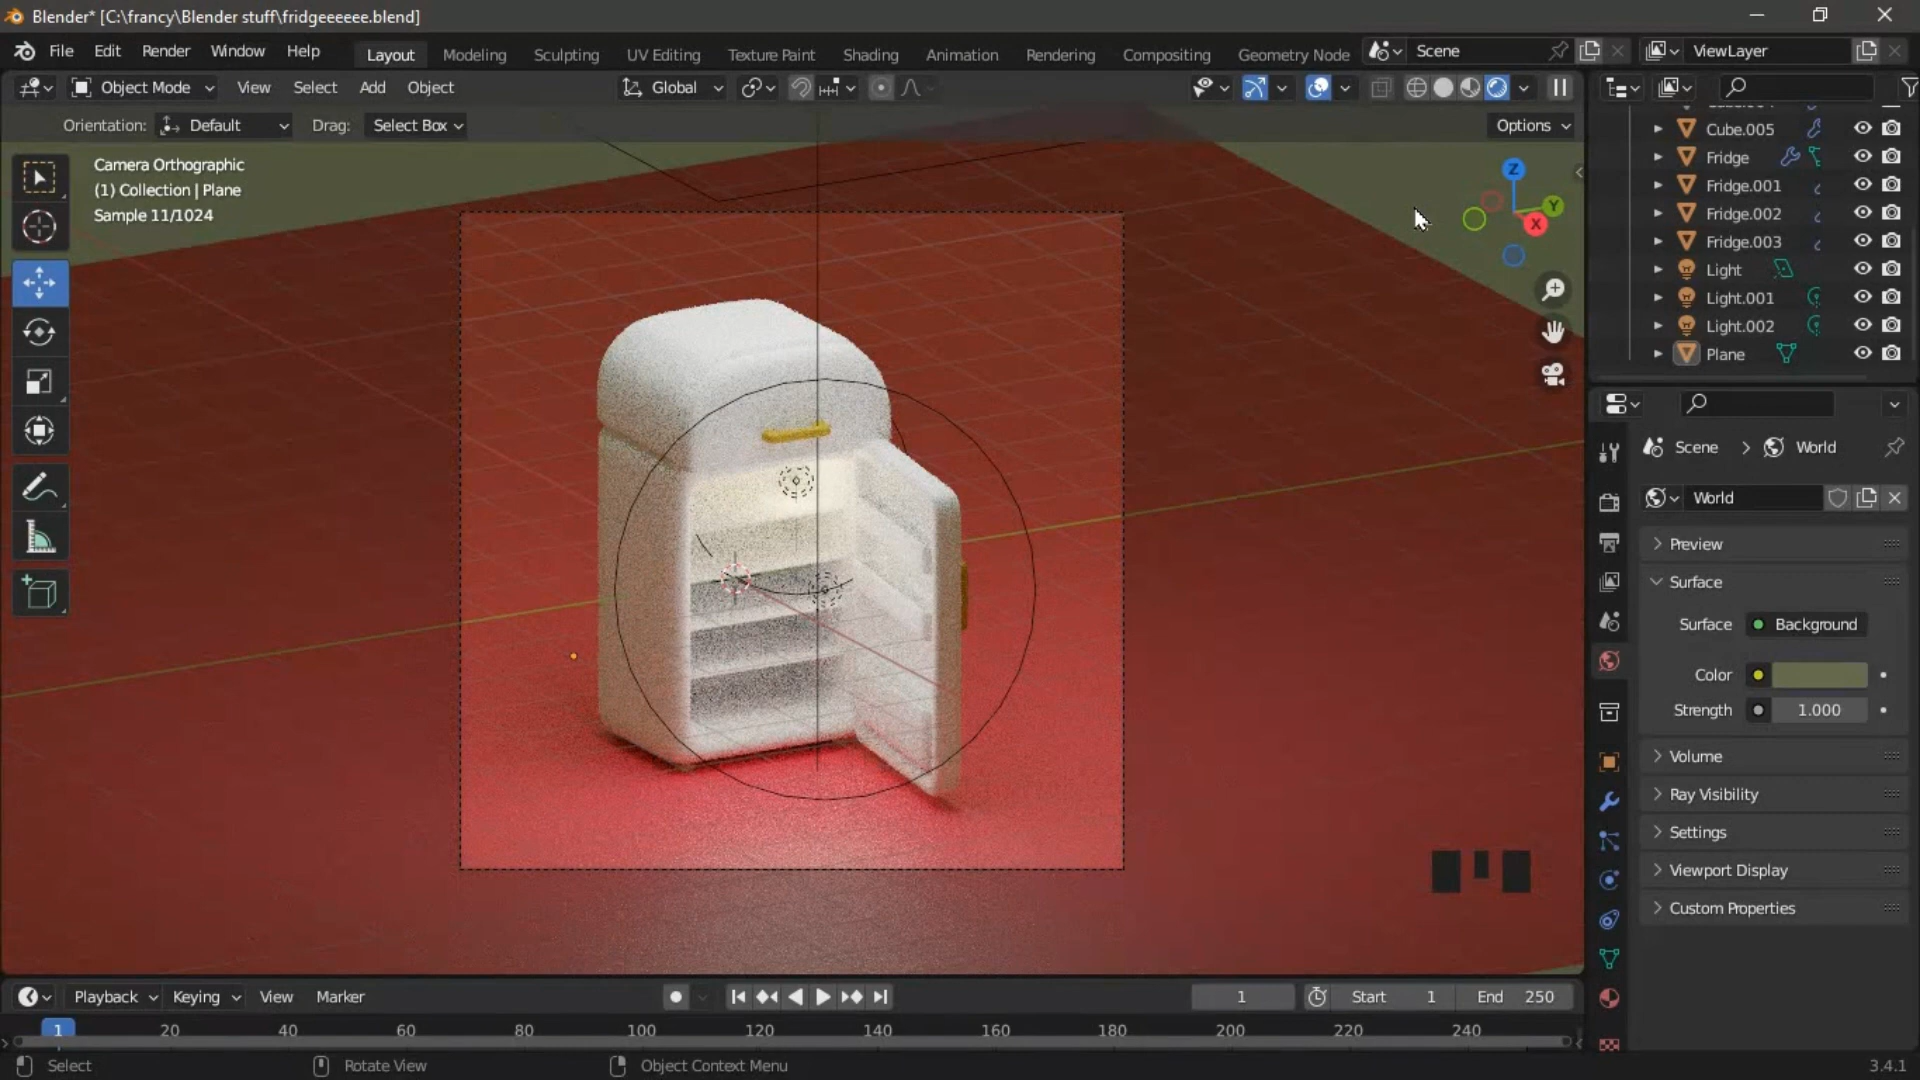 Blender* [C:\francy\Blender stuff\fridgeeeeee.blend]
File Edit Render Window Help Layout Modeling Sculpting UV Editing Texture Paint Shading Animation Rendering Compositing Geometry Node Scene ViewLayer
Object Mode View Select Add Object Global
Orientation: Default Drag: Select Box Options
Camera Orthographic
(1) Collection | Plane
Sample 11/1024
Z
Y
X
Cube.005
Fridge
Fridge.001
Fridge.002
Fridge.003
Light
Light.001
Light.002
Plane
Scene > World
World
Preview
Surface
Surface Background
Color
Strength 1.000
Volume
Ray Visibility
Settings
Viewport Display
Custom Properties
Playback Keying View Marker 1 Start 1 End 250
1 20 40 60 80 100 120 140 160 180 200 220 240
Select Rotate View Object Context Menu 3.4.1